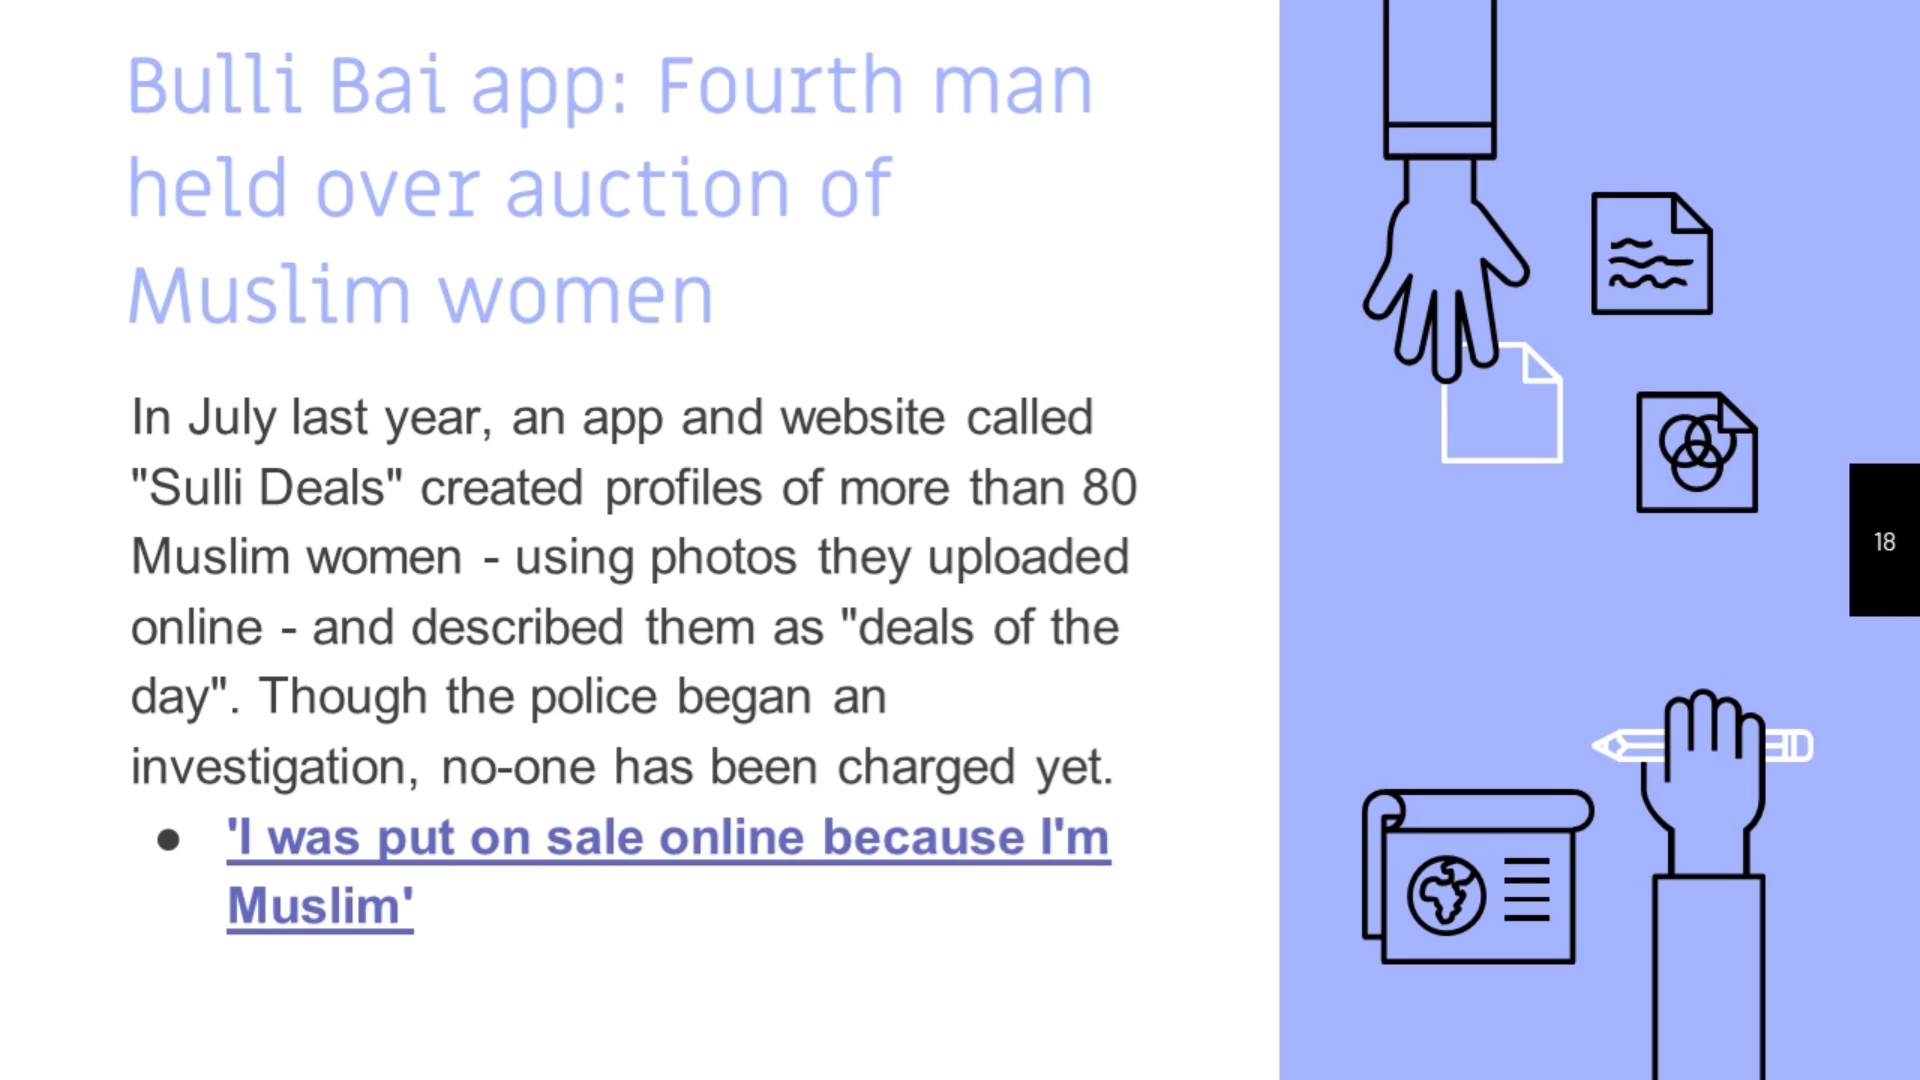 Bulli Bai app: Fourth man
held over auction of
Muslim women
In July last year, an app and website called
"Sulli Deals" created profiles of more than 80
Muslim women - using photos they uploaded
online - and described them as "deals of the
day". Though the police began an
investigation, no-one has been charged yet.
● 'I was put on sale online because I'm
Muslim'
18